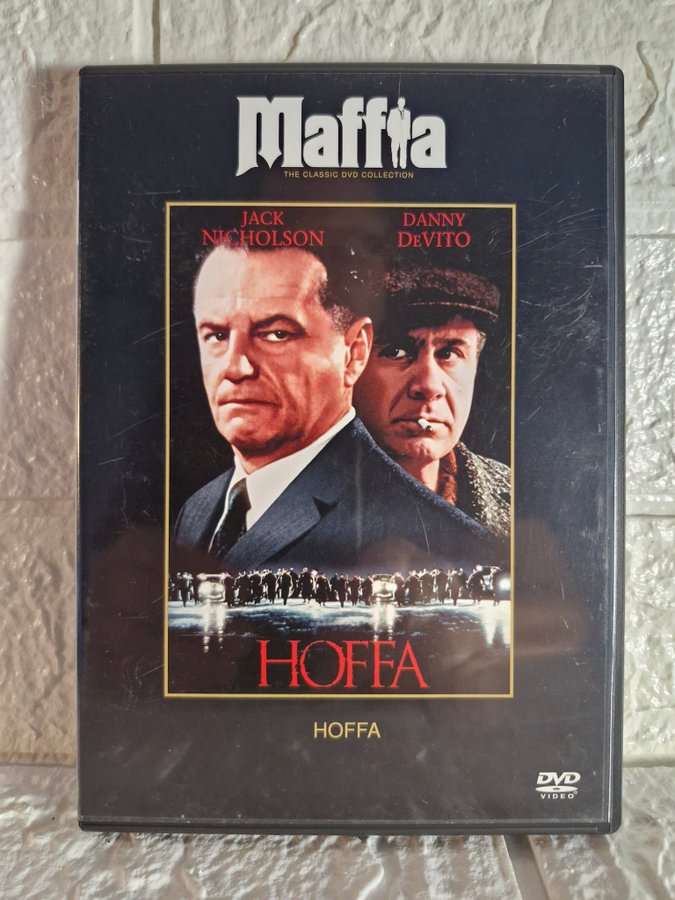 Maffia
THE CLASSIC DVD COLLECTION
JACK NICHOLSON
DANNY DeVITO
HOFFA
HOFFA
DVD
VIDEO